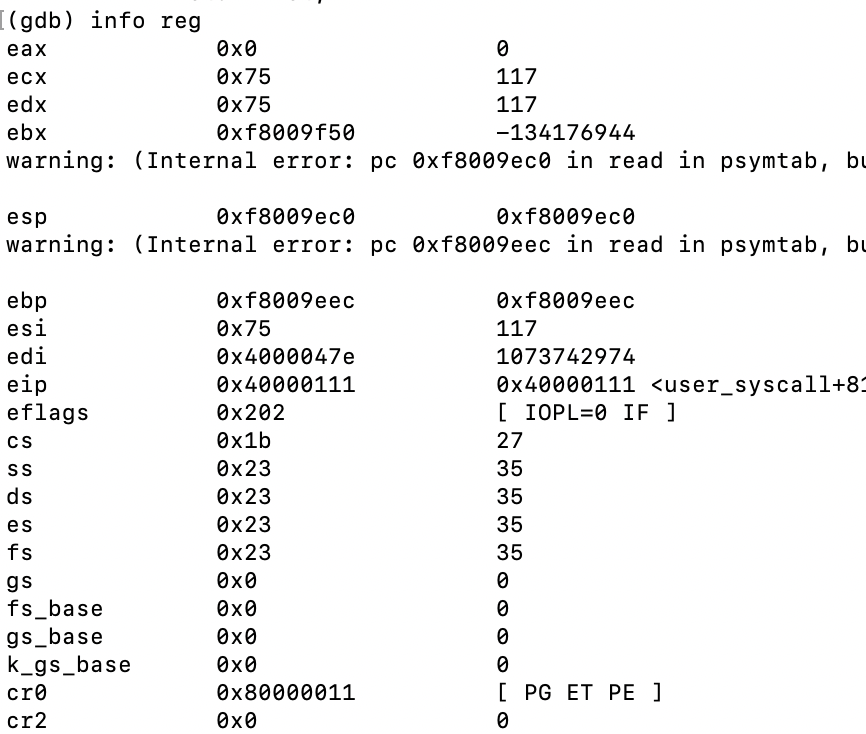 (gdb) info reg
eax 0x0 0
ecx 0x75 117
edx 0x75 117
ebx 0xf8009f50 -134176944
warning: (Internal error: pc 0xf8009ec0 in read in psymtab, bu
esp 0xf8009ec0 0xf8009ec0
warning: (Internal error: pc 0xf8009eec in read in psymtab, bu
ebp 0xf8009eec 0xf8009eec
esi 0x75 117
edi 0x4000047e 1073742974
eip 0x40000111 0x40000111 <user_syscall+81
eflags 0x202 [ IOPL=0 IF ]
cs 0x1b 27
ss 0x23 35
ds 0x23 35
es 0x23 35
fs 0x23 35
gs 0x0 0
fs_base 0x0 0
gs_base 0x0 0
k_gs_base 0x0 0
cr0 0x80000011 [ PG ET PE ]
cr2 0x0 0